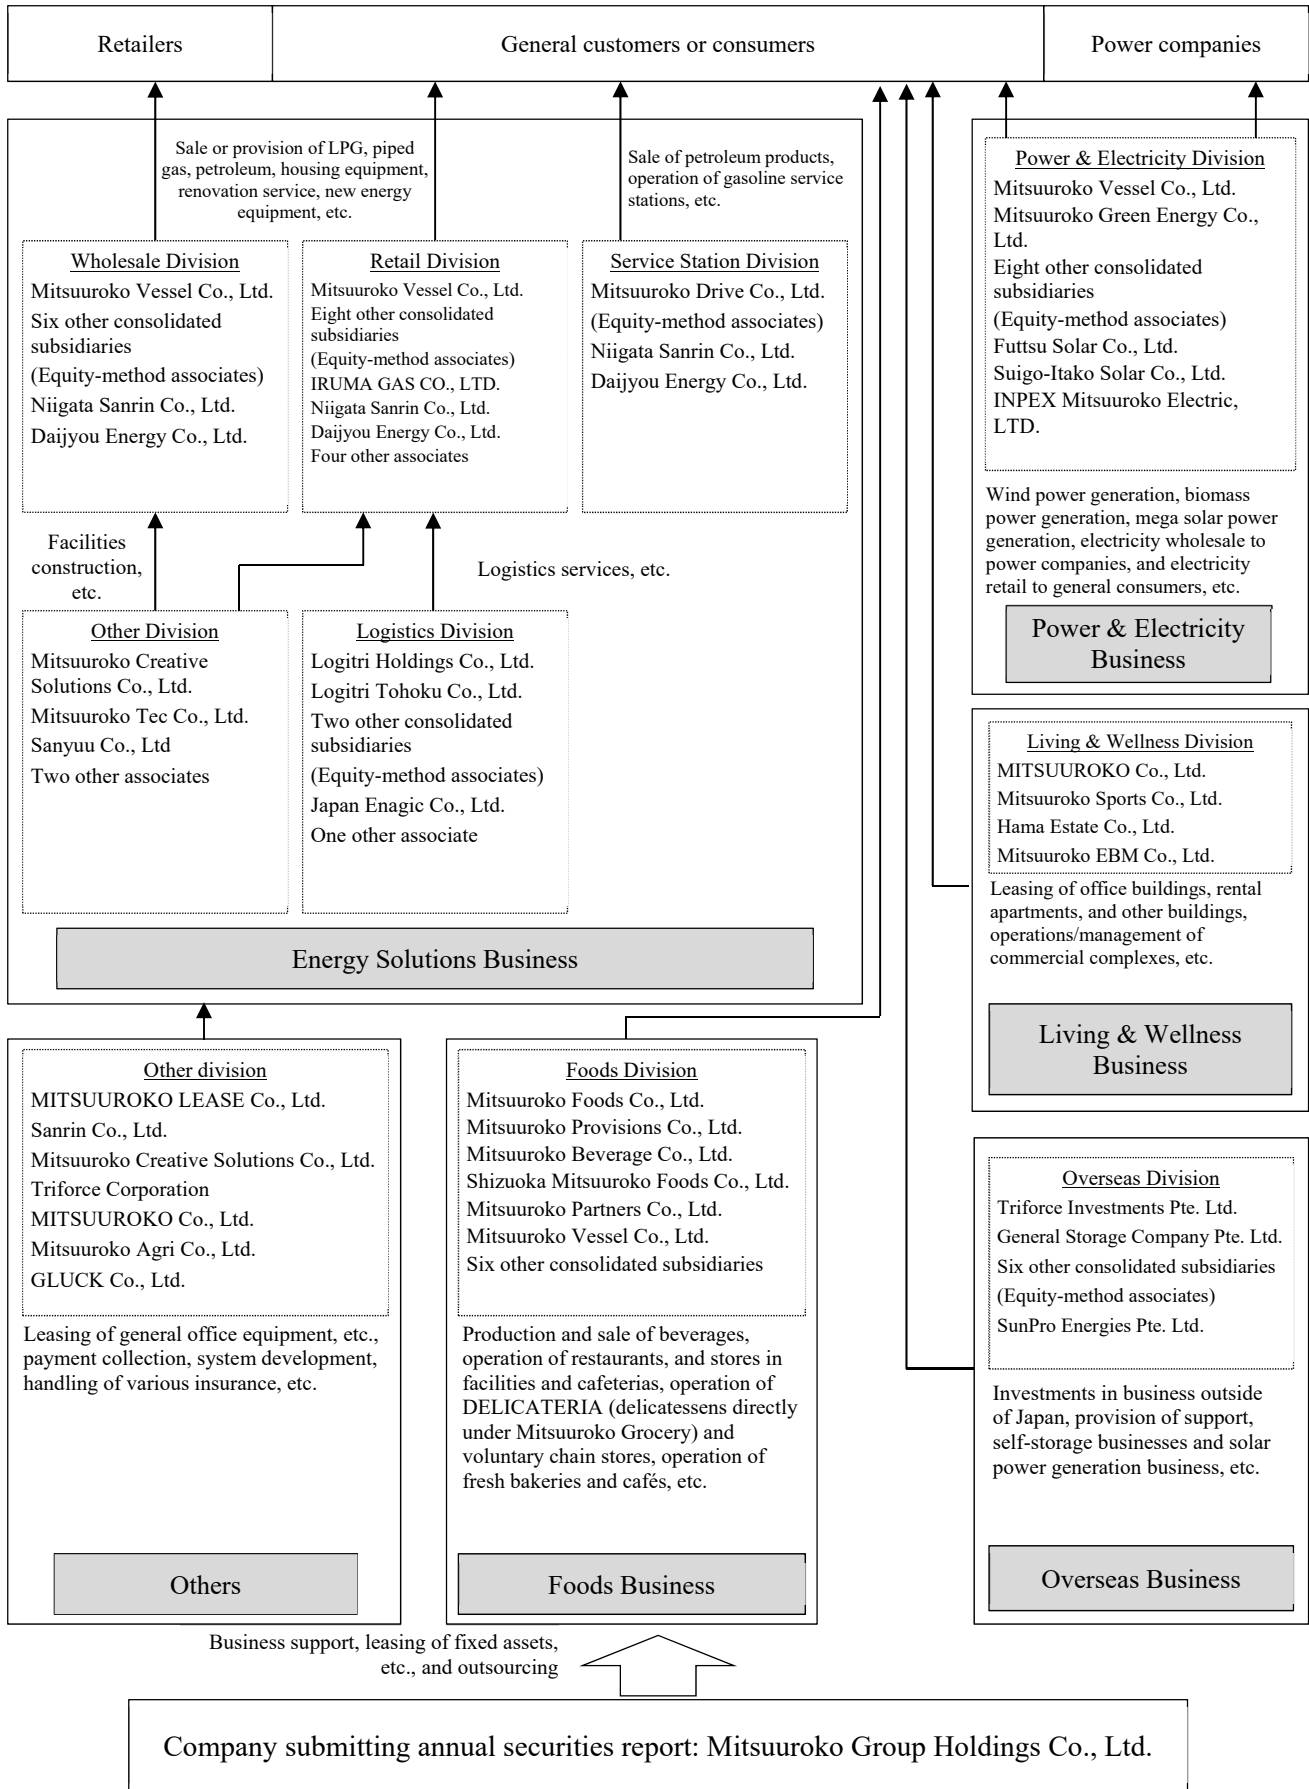 Retailers
General customers or consumers
Power companies
Sale or provision of LPG, piped
gas, petroleum, housing equipment,
renovation service, new energy
equipment, etc.
Sale of petroleum products,
operation of gasoline service
stations, etc.
Wholesale Division
Mitsuuroko Vessel Co., Ltd.
Six other consolidated
subsidiaries
(Equity-method associates)
Niigata Sanrin Co., Ltd.
Daijyou Energy Co., Ltd.
Retail Division
Mitsuuroko Vessel Co., Ltd.
Eight other consolidated
subsidiaries
(Equity-method associates)
IRUMA GAS CO., LTD.
Niigata Sanrin Co., Ltd.
Daijyou Energy Co., Ltd.
Four other associates
Service Station Division
Mitsuuroko Drive Co., Ltd.
(Equity-method associates)
Niigata Sanrin Co., Ltd.
Daijyou Energy Co., Ltd.
Facilities
construction,
etc.
Logistics services, etc.
Other Division
Mitsuuroko Creative
Solutions Co., Ltd.
Mitsuuroko Tec Co., Ltd.
Sanyuu Co., Ltd
Two other associates
Logistics Division
Logitri Holdings Co., Ltd.
Logitri Tohoku Co., Ltd.
Two other consolidated
subsidiaries
(Equity-method associates)
Japan Enagic Co., Ltd.
One other associate
Energy Solutions Business
Power & Electricity Division
Mitsuuroko Vessel Co., Ltd.
Mitsuuroko Green Energy Co.,
Ltd.
Eight other consolidated
subsidiaries
(Equity-method associates)
Futtsu Solar Co., Ltd.
Suigo-Itako Solar Co., Ltd.
INPEX Mitsuuroko Electric,
LTD.
Wind power generation, biomass
power generation, mega solar power
generation, electricity wholesale to
power companies, and electricity
retail to general consumers, etc.
Power & Electricity
Business
Living & Wellness Division
MITSUUROKO Co., Ltd.
Mitsuuroko Sports Co., Ltd.
Hama Estate Co., Ltd.
Mitsuuroko EBM Co., Ltd.
Leasing of office buildings, rental
apartments, and other buildings,
operations/management of
commercial complexes, etc.
Living & Wellness
Business
Other division
MITSUUROKO LEASE Co., Ltd.
Sanrin Co., Ltd.
Mitsuuroko Creative Solutions Co., Ltd.
Triforce Corporation
MITSUUROKO Co., Ltd.
Mitsuuroko Agri Co., Ltd.
GLUCK Co., Ltd.
Leasing of general office equipment, etc.,
payment collection, system development,
handling of various insurance, etc.
Others
Foods Division
Mitsuuroko Foods Co., Ltd.
Mitsuuroko Provisions Co., Ltd.
Mitsuuroko Beverage Co., Ltd.
Shizuoka Mitsuuroko Foods Co., Ltd.
Mitsuuroko Partners Co., Ltd.
Mitsuuroko Vessel Co., Ltd.
Six other consolidated subsidiaries
Production and sale of beverages,
operation of restaurants, and stores in
facilities and cafeterias, operation of
DELICATERIA (delicatessens directly
under Mitsuuroko Grocery) and
voluntary chain stores, operation of
fresh bakeries and cafés, etc.
Foods Business
Overseas Division
Triforce Investments Pte. Ltd.
General Storage Company Pte. Ltd.
Six other consolidated subsidiaries
(Equity-method associates)
SunPro Energies Pte. Ltd.
Investments in business outside
of Japan, provision of support,
self-storage businesses and solar
power generation business, etc.
Overseas Business
Business support, leasing of fixed assets,
etc., and outsourcing
Company submitting annual securities report: Mitsuuroko Group Holdings Co., Ltd.